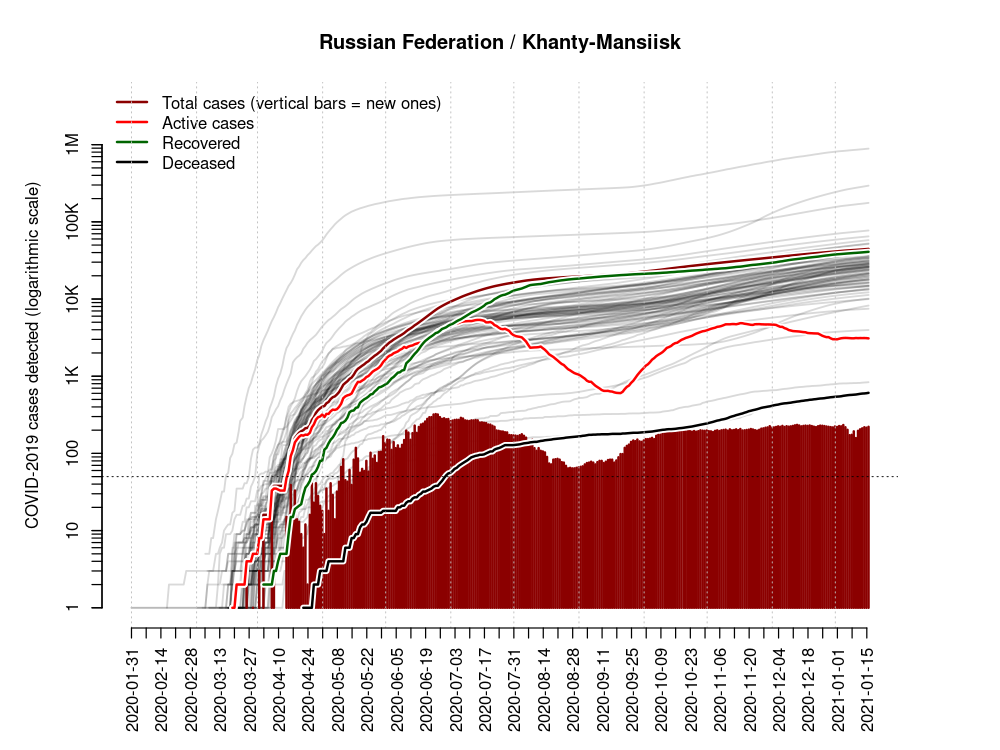 Russian Federation / Khanty-Mansiisk
Total cases (vertical bars = new ones)
Active cases
Recovered
Deceased
COVID-2019 cases detected (logarithmic scale)
1M
100K
10K
1K
100
10
1
2020-01-31
2020-02-14
2020-02-28
2020-03-13
2020-03-27
2020-04-10
2020-04-24
2020-05-08
2020-05-22
2020-06-05
2020-06-19
2020-07-03
2020-07-17
2020-07-31
2020-08-14
2020-08-28
2020-09-11
2020-09-25
2020-10-09
2020-10-23
2020-11-06
2020-11-20
2020-12-04
2020-12-18
2021-01-01
2021-01-15